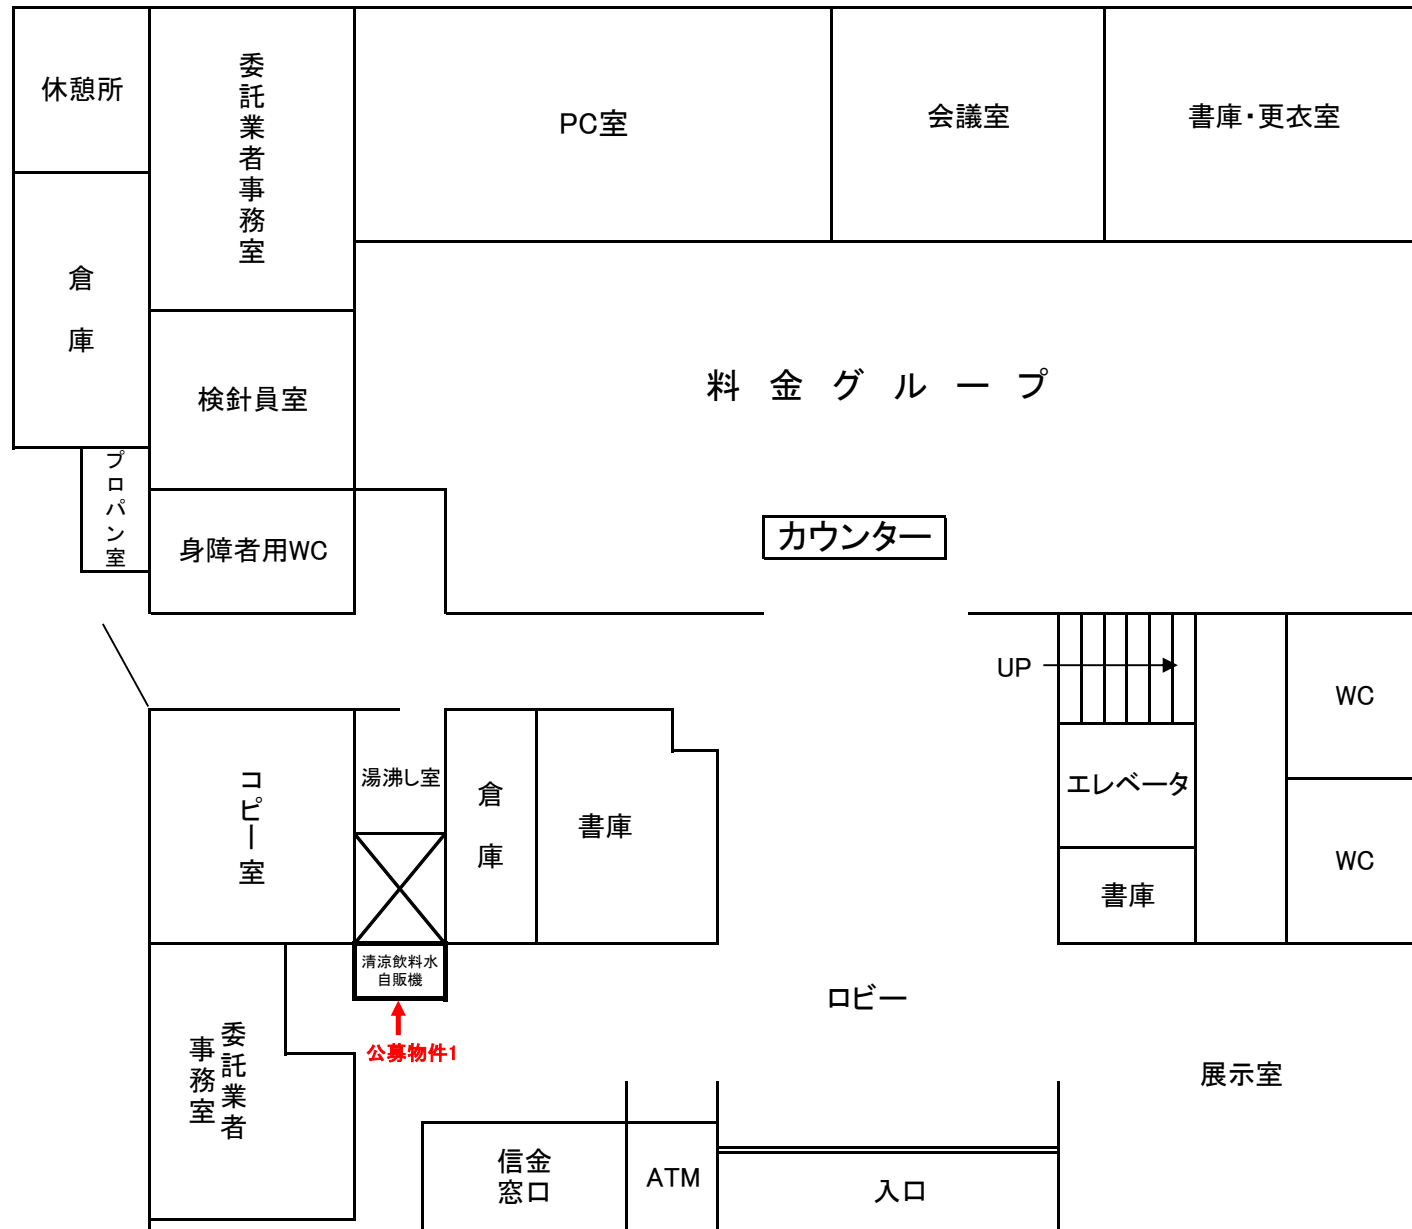 休憩所
委託業者事務室
PC室
会議室
書庫・更衣室
倉庫
検針員室
料金グループ
プロパン室
身障者用WC
カウンター
UP
WC
コピー室
湯沸し室
倉庫
書庫
エレベータ
WC
書庫
清涼飲料水
自販機
公募物件1
ロビー
委託業者
事務室
展示室
信金
窓口
ATM
入口